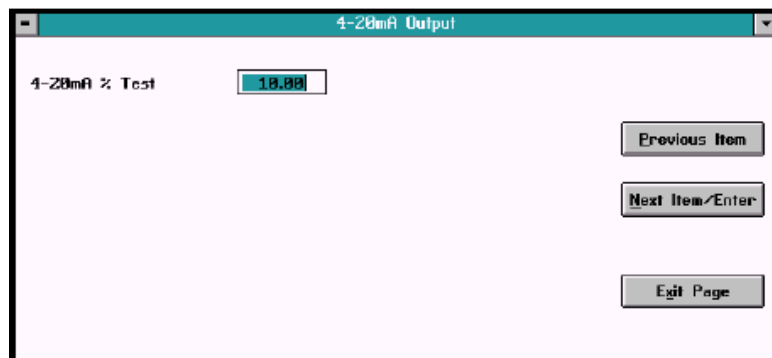 4-20mA Output
4-20mA % Test 10.00
Previous Item
Next Item/Enter
Exit Page